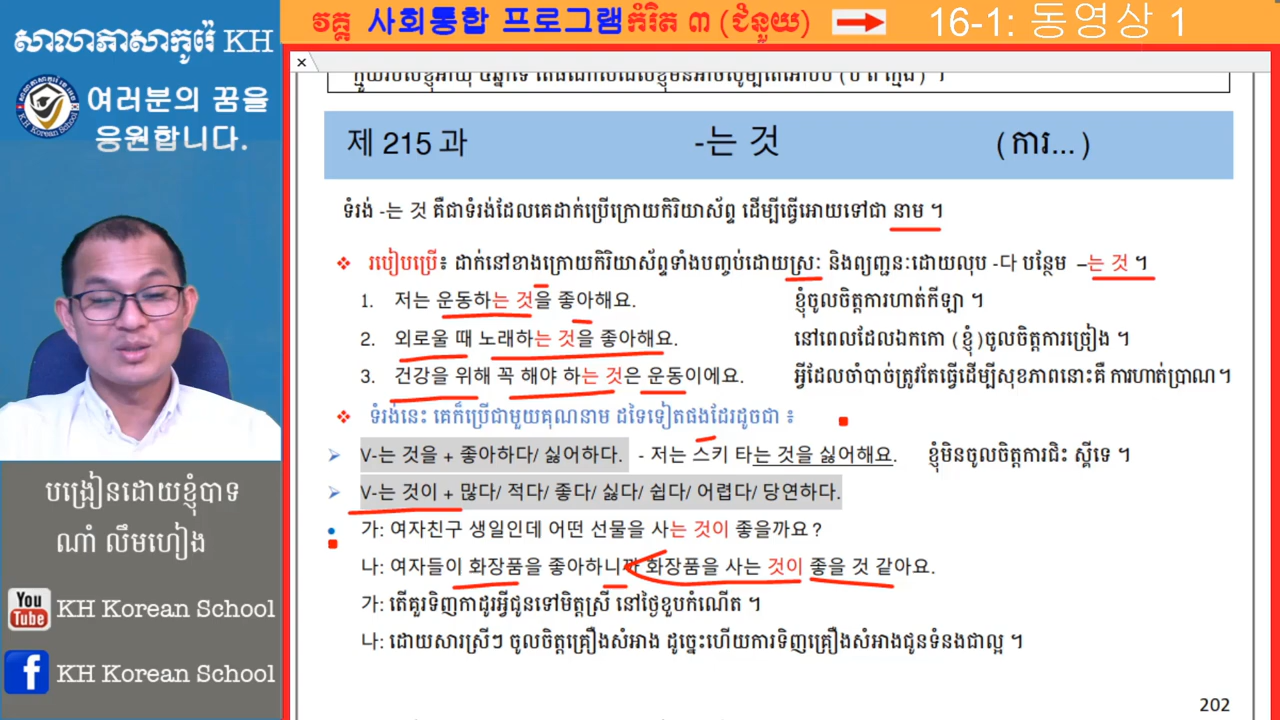 សាលាភាសាកូរ៉េ KH
여러분의 꿈을
응원합니다.
KH Korean School
វគ្គ 사회통합 프로그램 កំរិត ៣ (ជំនួយ)
16-1: 동영상 1
제 215 과 -는 것 (ការ...)
ទំរង់ -는 것 គឺជាទំរង់ដែលគេដាក់ប្រើក្រោយកិរិយាស័ព្ទ ដើម្បីធ្វើអោយទៅជា នាម ។
❖ របៀបប្រើ៖ ដាក់នៅខាងក្រោយកិរិយាស័ព្ទទាំងបញ្ចប់ដោយស្រៈ និងព្យញ្ជនៈដោយលុប -다 បន្ថែម –는 것 ។
1. 저는 운동하는 것을 좋아해요. ខ្ញុំចូលចិត្តការហាត់កីឡា ។
2. 외로울 때 노래하는 것을 좋아해요. នៅពេលដែលឯកកោ (ខ្ញុំ)ចូលចិត្តការច្រៀង ។
3. 건강을 위해 꼭 해야 하는 것은 운동이에요. អ្វីដែលចាំបាច់ត្រូវតែធ្វើដើម្បីសុខភាពនោះគឺ ការហាត់ប្រាណ។
❖ ទំរង់នេះ គេក៏ប្រើជាមួយគុណនាម ដទៃទៀតផងដែរដូចជា ៖
➢ V-는 것을 + 좋아하다/ 싫어하다. - 저는 스키 타는 것을 싫어해요. ខ្ញុំមិនចូលចិត្តការជិះ ស្គីទេ ។
➢ V-는 것이 + 많다/ 적다/ 좋다/ 싫다/ 쉽다/ 어렵다/ 당연하다.
• 가: 여자친구 생일인데 어떤 선물을 사는 것이 좋을까요?
나: 여자들이 화장품을 좋아하니까 화장품을 사는 것이 좋을 것 같아요.
가: តើគួរទិញកាដូរអ្វីជូនទៅមិត្តស្រី នៅថ្ងៃខួបកំណើត ។
나: ដោយសារស្រីៗ ចូលចិត្តគ្រឿងសំអាង ដូច្នេះហើយការទិញគ្រឿងសំអាងជូនទំនងជាល្អ ។
202
បង្រៀនដោយខ្ញុំបាទ
ណាំ លឹមហៀង
You
Tube KH Korean School
f KH Korean School